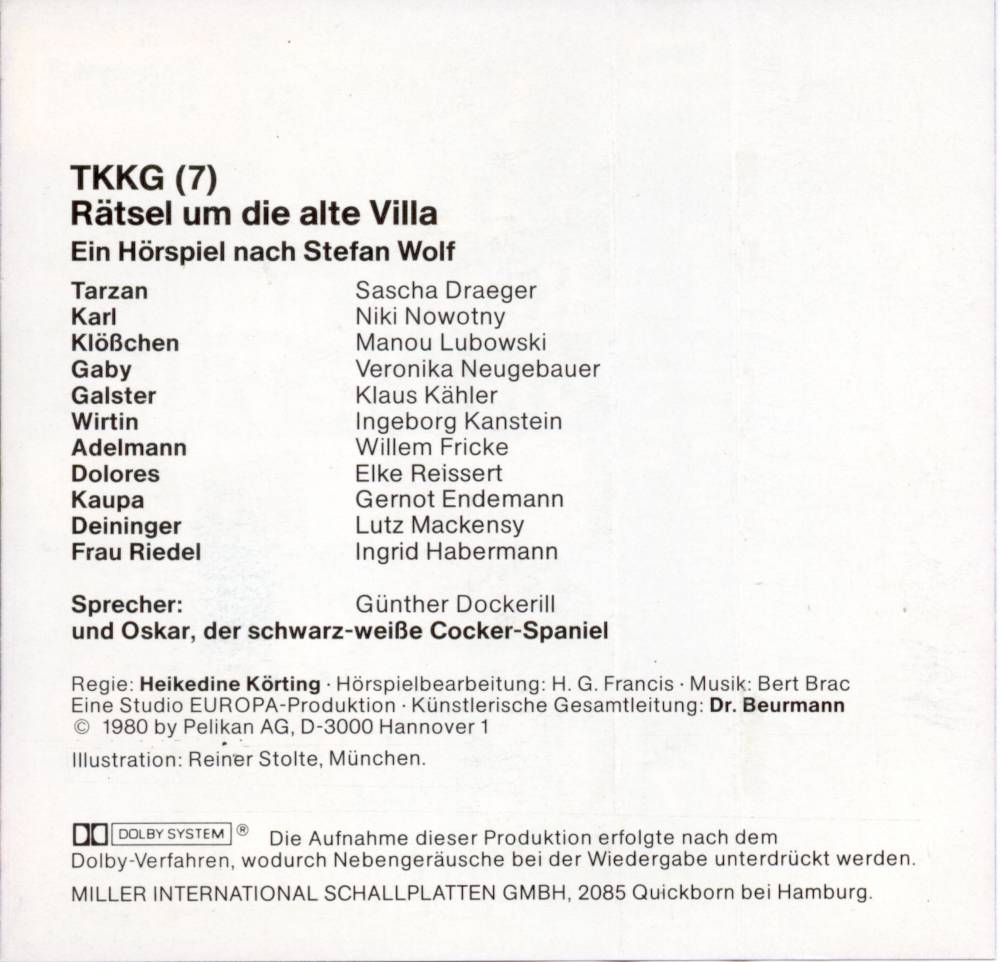 TKKG (7)
Rätsel um die alte Villa
Ein Hörspiel nach Stefan Wolf
Tarzan Sascha Draeger
Karl Niki Nowotny
Klößchen Manou Lubowski
Gaby Veronika Neugebauer
Galster Klaus Kähler
Wirtin Ingeborg Kanstein
Adelmann Willem Fricke
Dolores Elke Reissert
Kaupa Gernot Endemann
Deininger Lutz Mackensy
Frau Riedel Ingrid Habermann
Sprecher: Günther Dockerill
und Oskar, der schwarz-weiße Cocker-Spaniel
Regie: Heikedine Körting · Hörspielbearbeitung: H. G. Francis · Musik: Bert Brac
Eine Studio EUROPA-Produktion · Künstlerische Gesamtleitung: Dr. Beurmann
© 1980 by Pelikan AG, D-3000 Hannover 1
Illustration: Reiner Stolte, München.
DOLBY SYSTEM ® Die Aufnahme dieser Produktion erfolgte nach dem
Dolby-Verfahren, wodurch Nebengeräusche bei der Wiedergabe unterdrückt werden.
MILLER INTERNATIONAL SCHALLPLATTEN GMBH, 2085 Quickborn bei Hamburg.